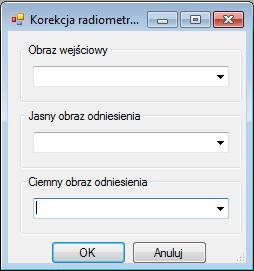 Korekcja radiometr...
Obraz wejściowy
Jasny obraz odniesienia
Ciemny obraz odniesienia
OK
Anuluj